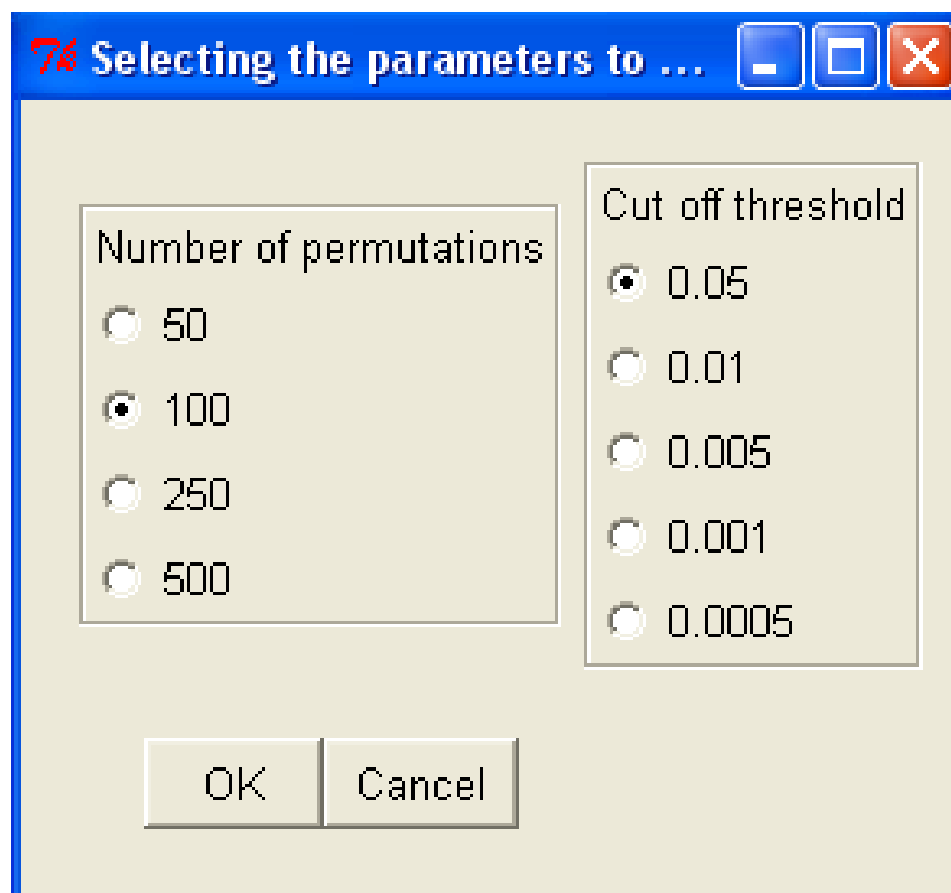 Selecting the parameters to ...
Number of permutations
50
100
250
500
Cut off threshold
0.05
0.01
0.005
0.001
0.0005
OK
Cancel